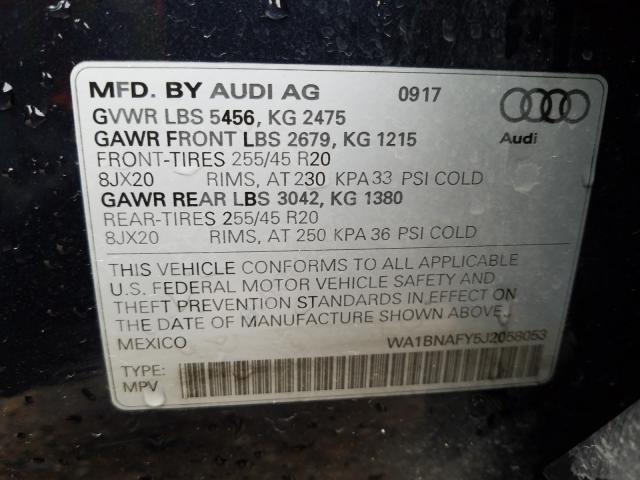 MFD. BY AUDI AG 0917
GVWR LBS 5456, KG 2475
GAWR FRONT LBS 2679, KG 1215
Audi
FRONT-TIRES 255/45 R20
8JX20 RIMS, AT 230 KPA 33 PSI COLD
GAWR REAR LBS 3042, KG 1380
REAR-TIRES 255/45 R20
8JX20 RIMS, AT 250 KPA 36 PSI COLD
THIS VEHICLE CONFORMS TO ALL APPLICABLE
U.S. FEDERAL MOTOR VEHICLE SAFETY AND
THEFT PREVENTION STANDARDS IN EFFECT ON
THE DATE OF MANUFACTURE SHOWN ABOVE.
MEXICO WA1BNAFY5J2058053
TYPE:
MPV